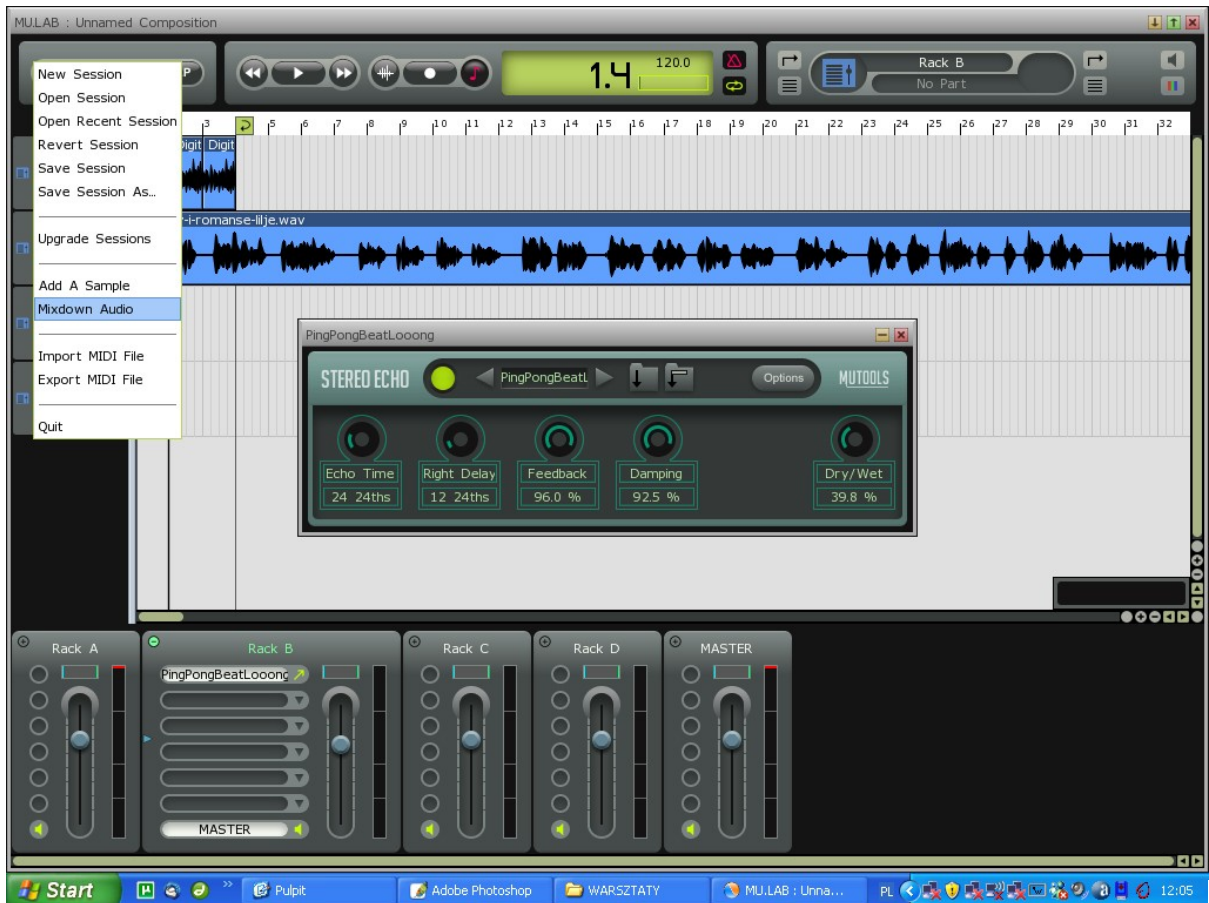 MU.LAB : Unnamed Composition
New Session
Open Session
Open Recent Session
Revert Session
Save Session
Save Session As…
Upgrade Sessions
Add A Sample
Mixdown Audio
Import MIDI File
Export MIDI File
Quit
P
1.4 120.0
Rack B
No Part
3 5 6 7 8 9 10 11 12 13 14 15 16 17 18 19 20 21 22 23 24 25 26 27 28 29 30 31 32
Digit Digit
-i-romanse-lilje.wav
PingPongBeatLooong
STEREO ECHO PingPongBeatL Options MUTOOLS
Echo Time Right Delay Feedback Damping Dry/Wet
24 24ths 12 24ths 96.0 % 92.5 % 39.8 %
Rack A Rack B Rack C Rack D MASTER
PingPongBeatLooong
MASTER
Start Pulpit Adobe Photoshop WARSZTATY MU.LAB : Unna... PL 12:05